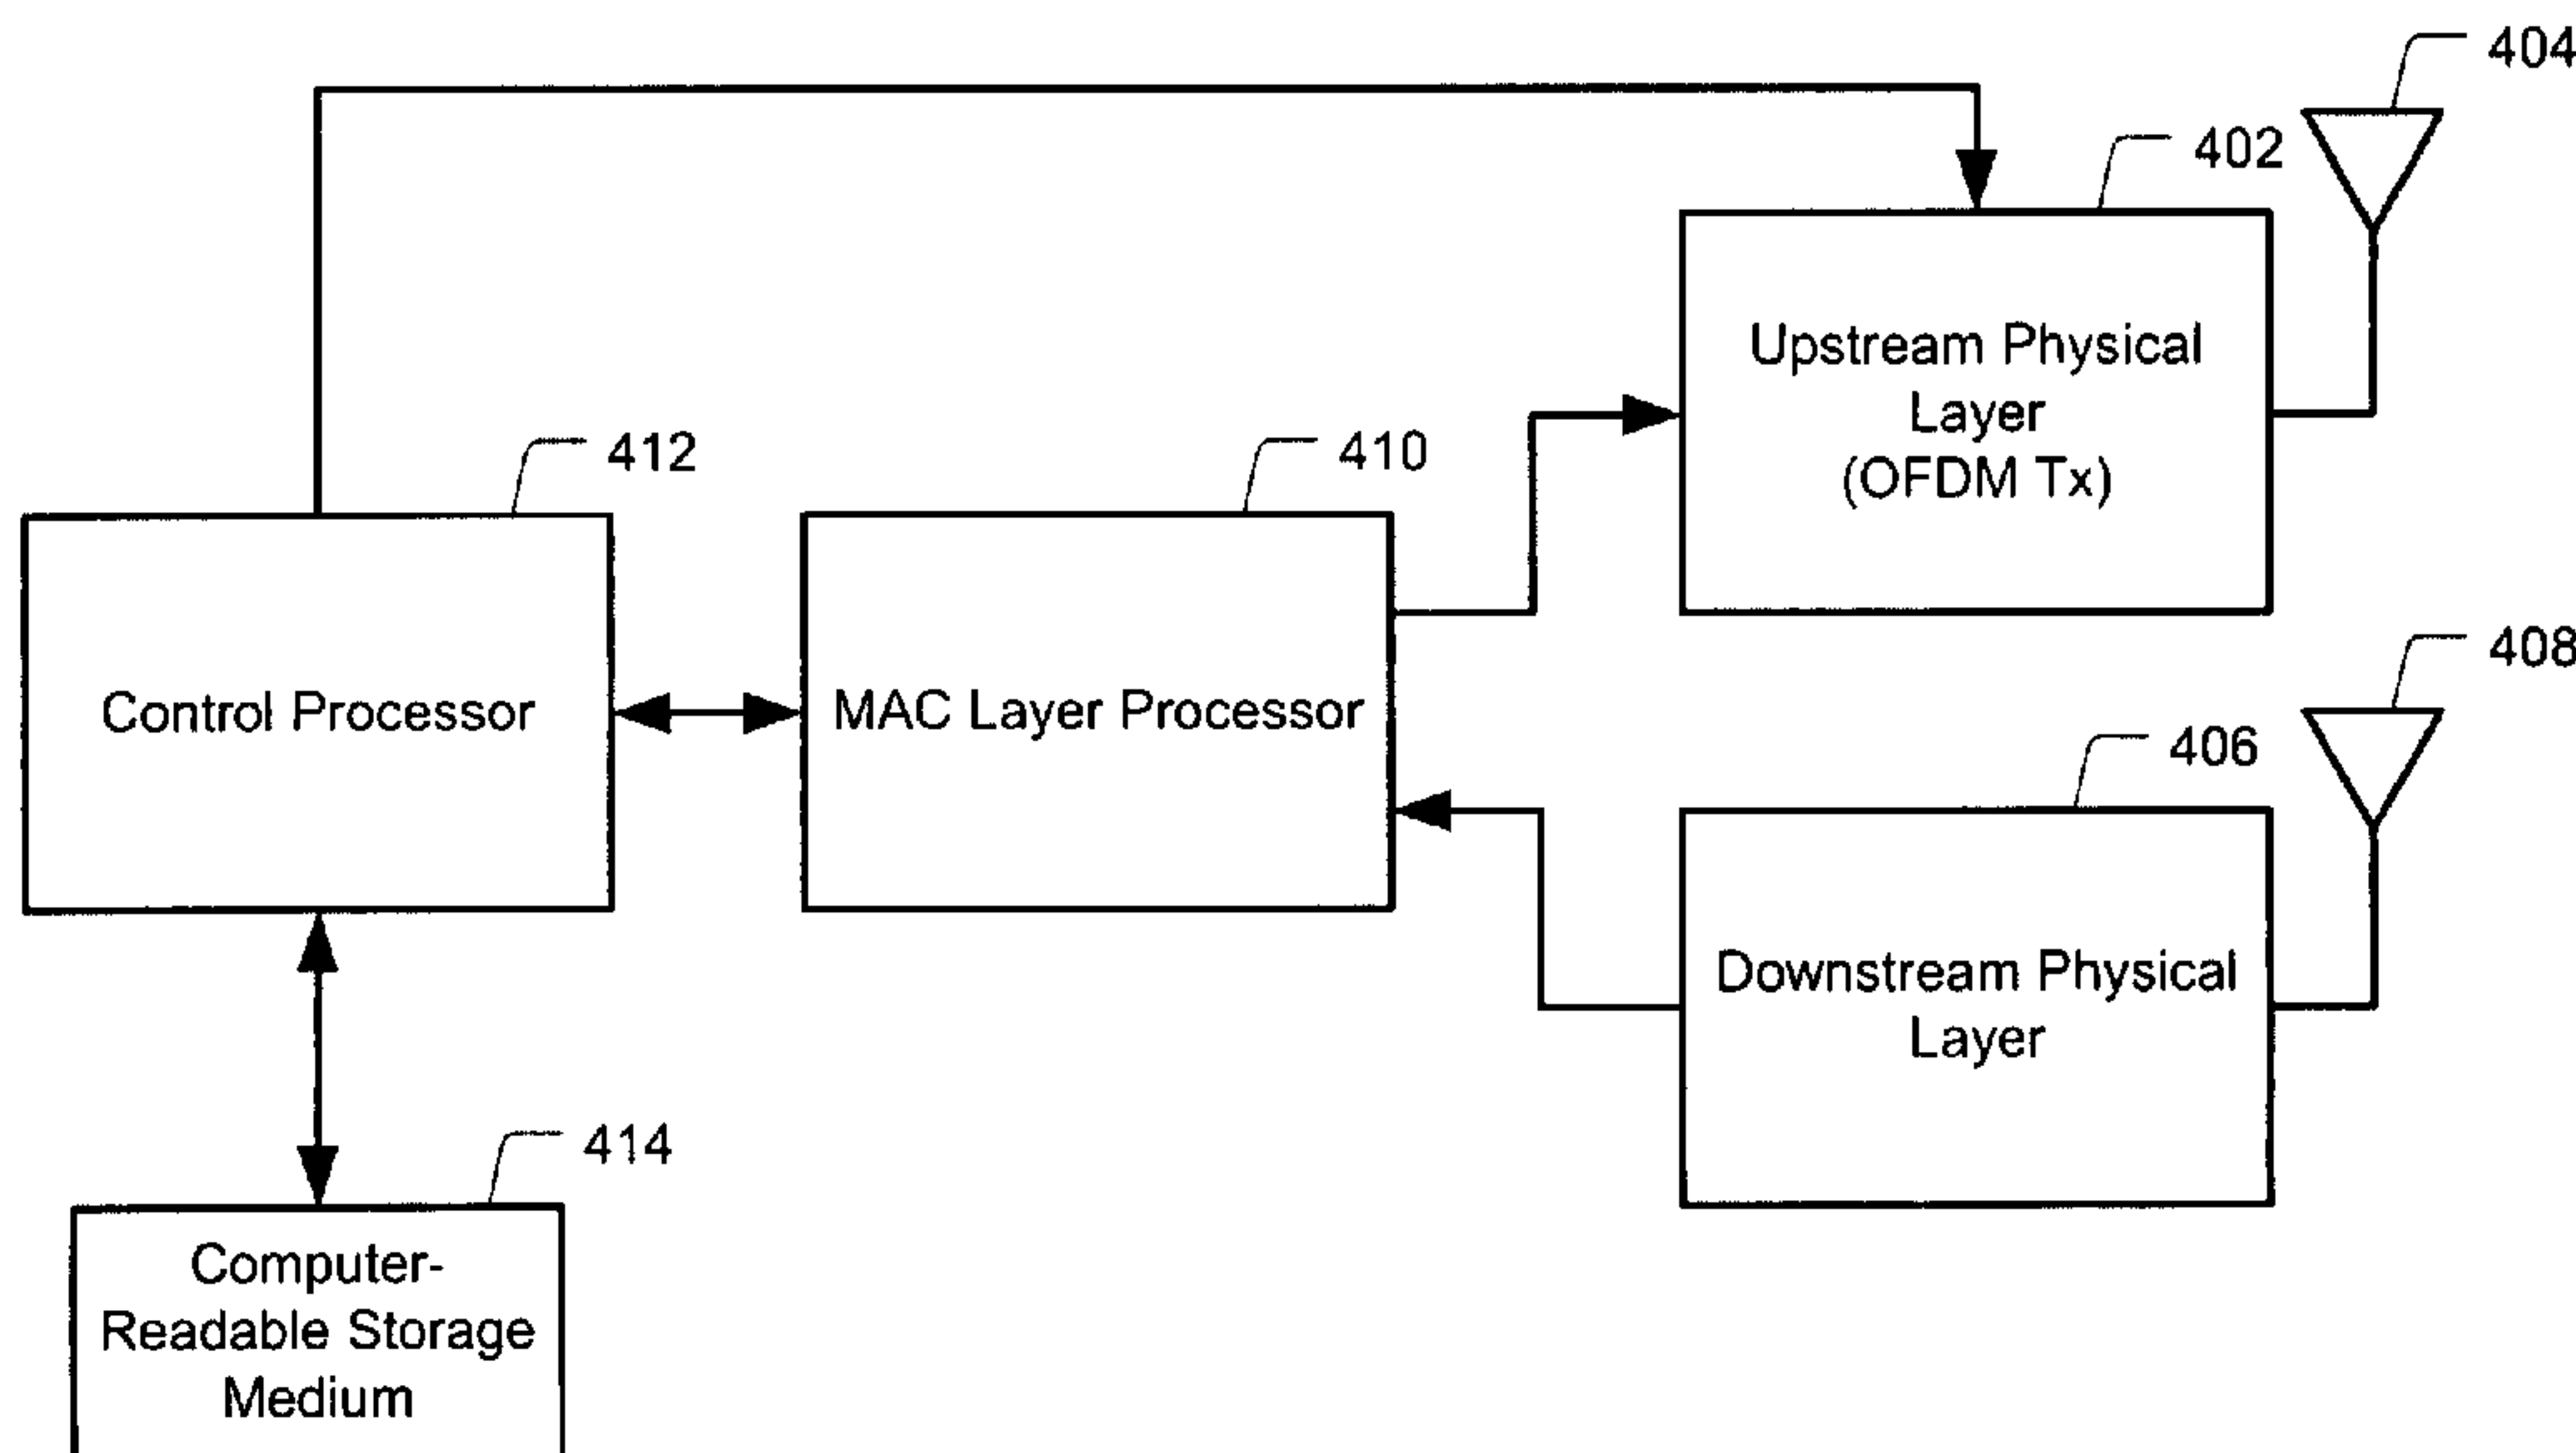 404
402
Upstream Physical
Layer
(OFDM Tx)
412
410
Control Processor
MAC Layer Processor
408
406
Downstream Physical
Layer
414
Computer-
Readable Storage
Medium